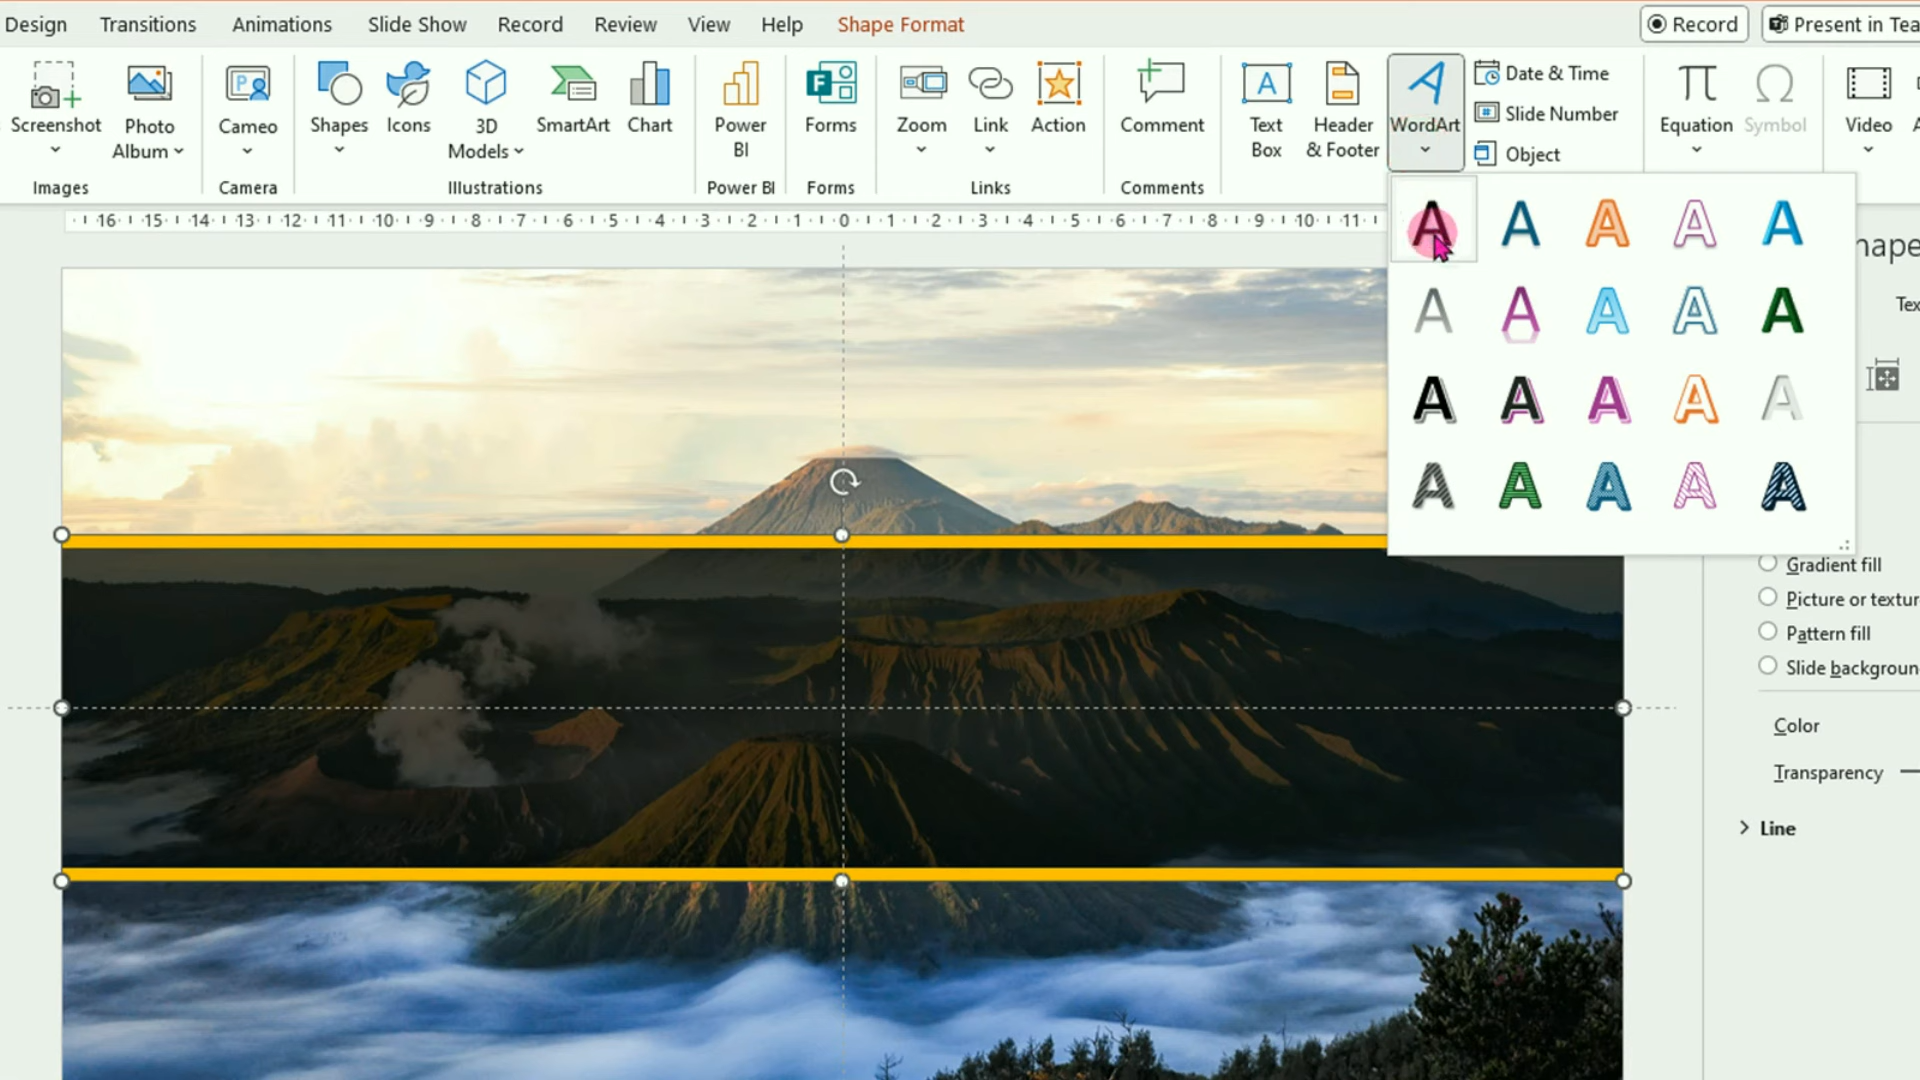 Design Transitions Animations Slide Show Record Review View Help Shape Format Record Present in Tea
Screenshot
Photo
Album
Images
Cameo
Camera
Shapes
Icons
3D
Models
SmartArt
Chart
Illustrations
Power
BI
Power BI
Forms
Forms
Zoom
Link
Action
Links
Comment
Comments
Text
Box
Header
& Footer
WordArt
Date & Time
Slide Number
Object
Equation
Symbol
Video
16 15 14 13 12 11 10 9 8 7 6 5 4 3 2 1 0 1 2 3 4 5 6 7 8 9 10 11
A A A A A
A A A A A
A A A A A
A A A A A
hape
Tex
Gradient fill
Picture or textur
Pattern fill
Slide backgroun
Color
Transparency
Line